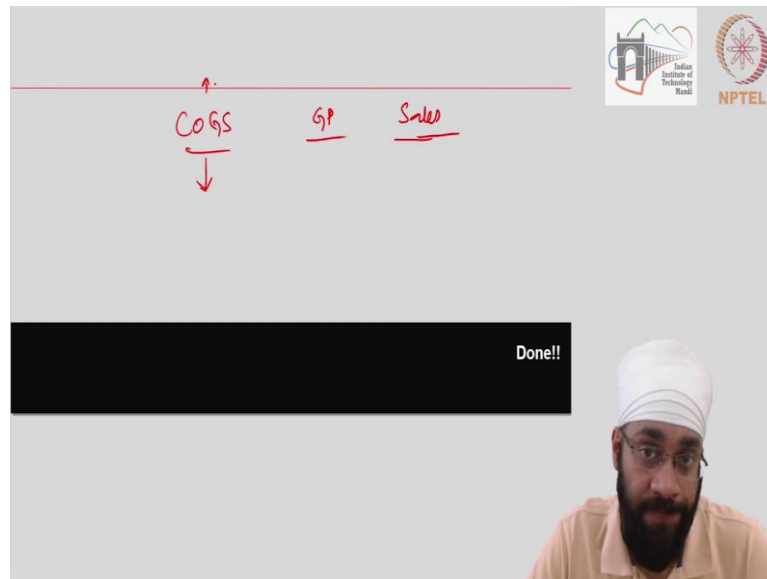 Indian
Institute of
Technology
Mandi
NPTEL
COGS GP Sales
Done!!